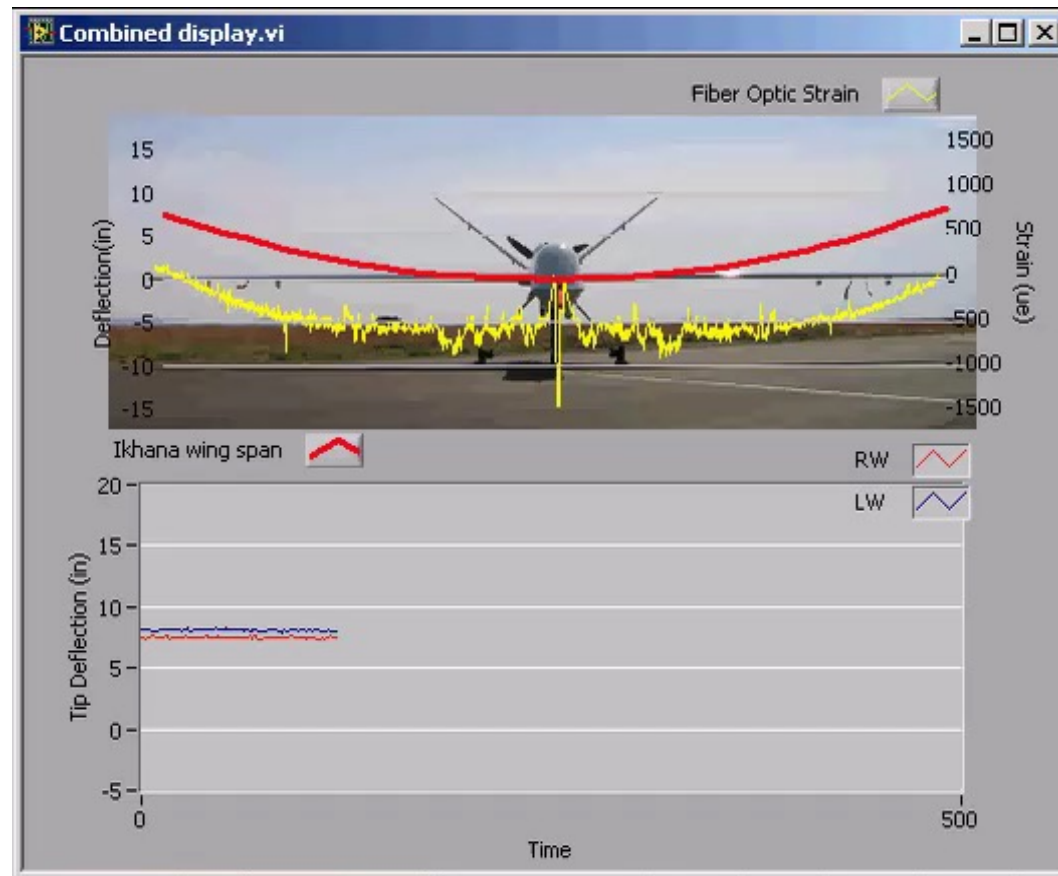 Combined display.vi
Fiber Optic Strain
15
10
5
0
-5
-10
-15
Deflection(in)
1500
1000
500
0
-500
-1000
-1500
Strain (ue)
Ikhana wing span
RW
LW
20
15
10
5
0
-5
Tip Deflection (in)
0
500
Time